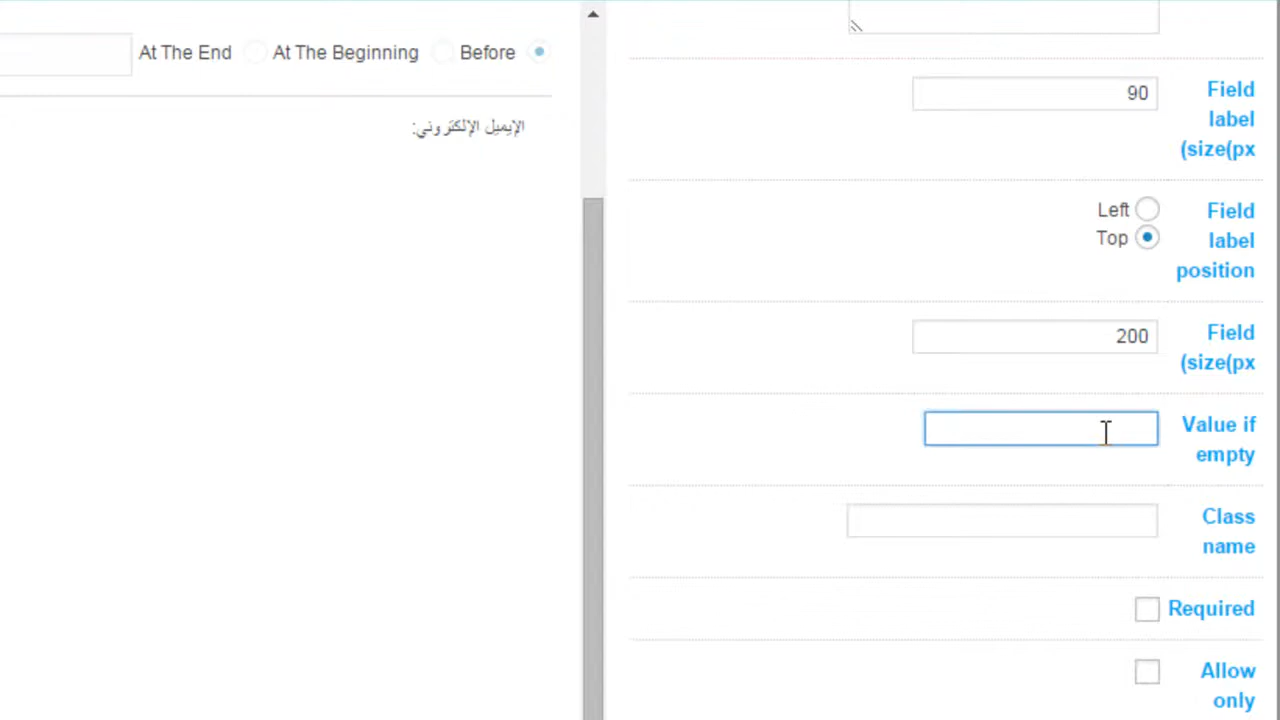 At The End At The Beginning Before
الإيميل الإلكتروني:
90
Field
label
(size(px
Left
Top
Field
label
position
200
Field
(size(px
Value if
empty
Class
name
Required
Allow
only